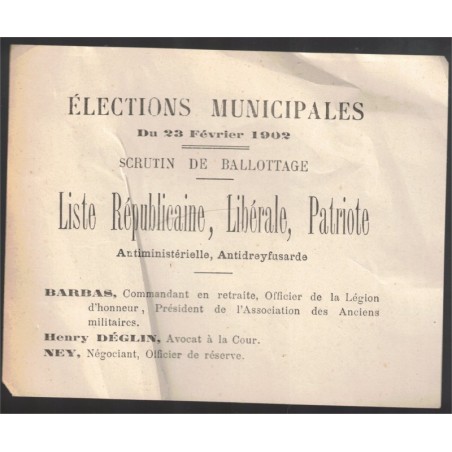 ÉLECTIONS MUNICIPALES
Du 23 Février 1902
SCRUTIN DE BALLOTTAGE
Liste Républicaine, Libérale, Patriote
Antiministérielle, Antidreyfusarde
BARBAS, Commandant en retraite, Officier de la Légion
d'honneur, Président de l'Association des Anciens
militaires.
Henry DÉGLIN, Avocat à la Cour.
NEY, Négociant, Officier de réserve.